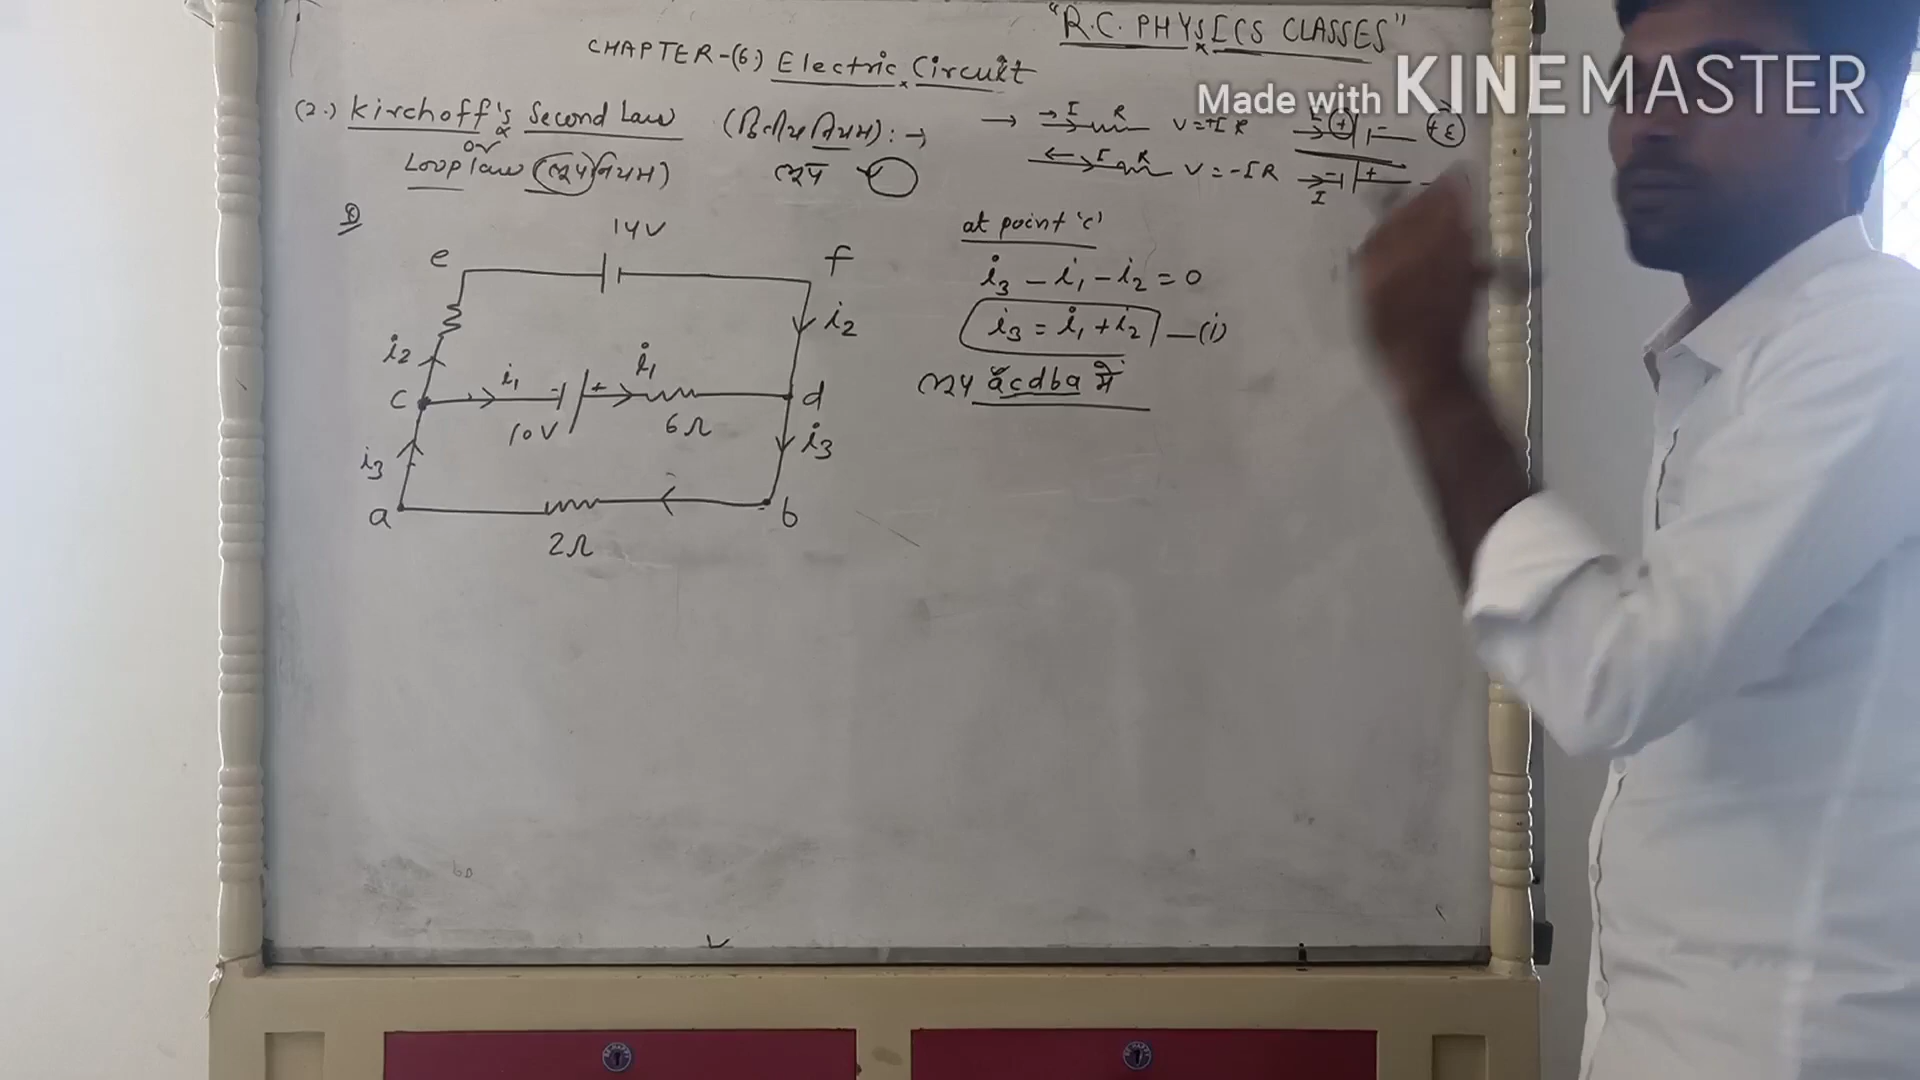 "R.C. PHYSICS CLASSES"
Made with KINEMASTER
CHAPTER-(6) Electric Circuit
(2.) Kirchoff's Second Law (द्वितीय नियम) :→
or
Loop law (लूप नियम) लूप
→ I R V=+IR + - +ε
I R V=-IR - + I
14V
e f
i2 i2
c i1 - + i1 d
10V 6Ω
i3 i3
a b
2Ω
at point 'c'
i3 - i1 - i2 = 0
i3 = i1 + i2 —(i)
लूप acdba में